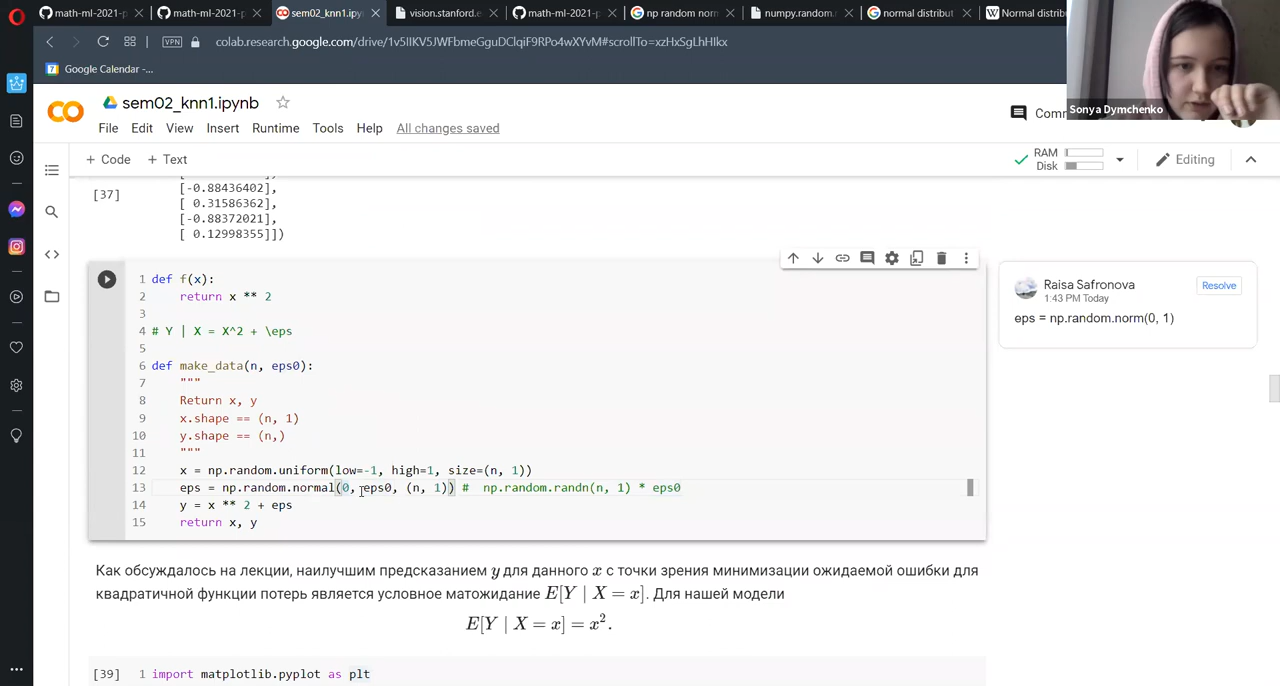 math-ml-2021-p
math-ml-2021-p
sem02_knn1.ipy
vision.stanford.e
math-ml-2021-p
np random norm
numpy.random.
normal distribut
Normal distrib
VPN
colab.research.google.com/drive/1v5IIKV5JWFbmeGguDClqiF9RPo4wXYvM#scrollTo=xzHxSgLhHIkx
Google Calendar -...
Sonya Dymchenko
CO
sem02_knn1.ipynb
File Edit View Insert Runtime Tools Help All changes saved
Comm
+ Code + Text
RAM
Disk
Editing
[37]
[-0.88436402],
[ 0.31586362],
[-0.88372021],
[ 0.12998355]])
1 def f(x):
2 return x ** 2
3
4 # Y | X = X^2 + \eps
5
6 def make_data(n, eps0):
7 """
8 Return x, y
9 x.shape == (n, 1)
10 y.shape == (n,)
11 """
12 x = np.random.uniform(low=-1, high=1, size=(n, 1))
13 eps = np.random.normal(0, eps0, (n, 1)) # np.random.randn(n, 1) * eps0
14 y = x ** 2 + eps
15 return x, y
Raisa Safronova
1:43 PM Today
Resolve
eps = np.random.norm(0, 1)
Как обсуждалось на лекции, наилучшим предсказанием y для данного x с точки зрения минимизации ожидаемой ошибки для
квадратичной функции потерь является условное матожидание E[Y | X = x]. Для нашей модели
E[Y | X = x] = x².
[39] 1 import matplotlib.pyplot as plt